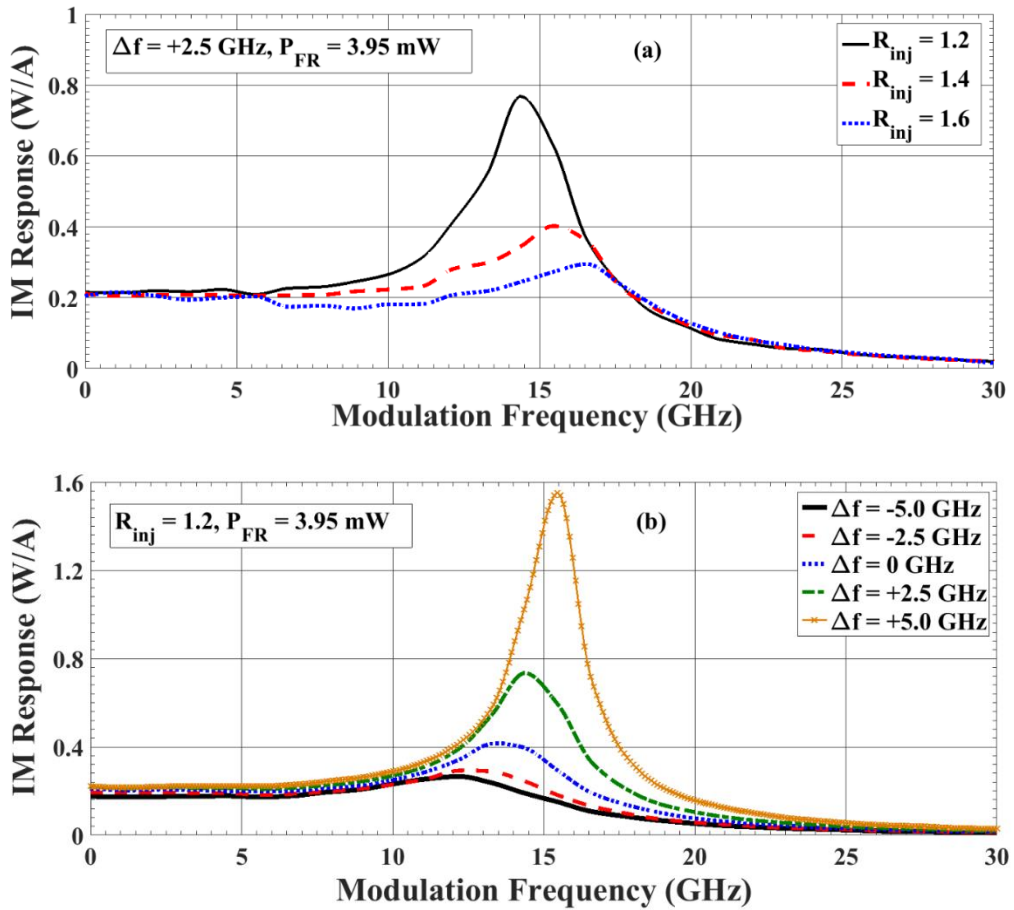 1
0.8
0.6
0.4
0.2
0
IM Response (W/A)
Δf = +2.5 GHz, P_FR = 3.95 mW
(a)
R_inj = 1.2
R_inj = 1.4
R_inj = 1.6
0 5 10 15 20 25 30
Modulation Frequency (GHz)
1.6
1.2
0.8
0.4
0
IM Response (W/A)
R_inj = 1.2, P_FR = 3.95 mW
(b)
Δf = -5.0 GHz
Δf = -2.5 GHz
Δf = 0 GHz
Δf = +2.5 GHz
Δf = +5.0 GHz
0 5 10 15 20 25 30
Modulation Frequency (GHz)